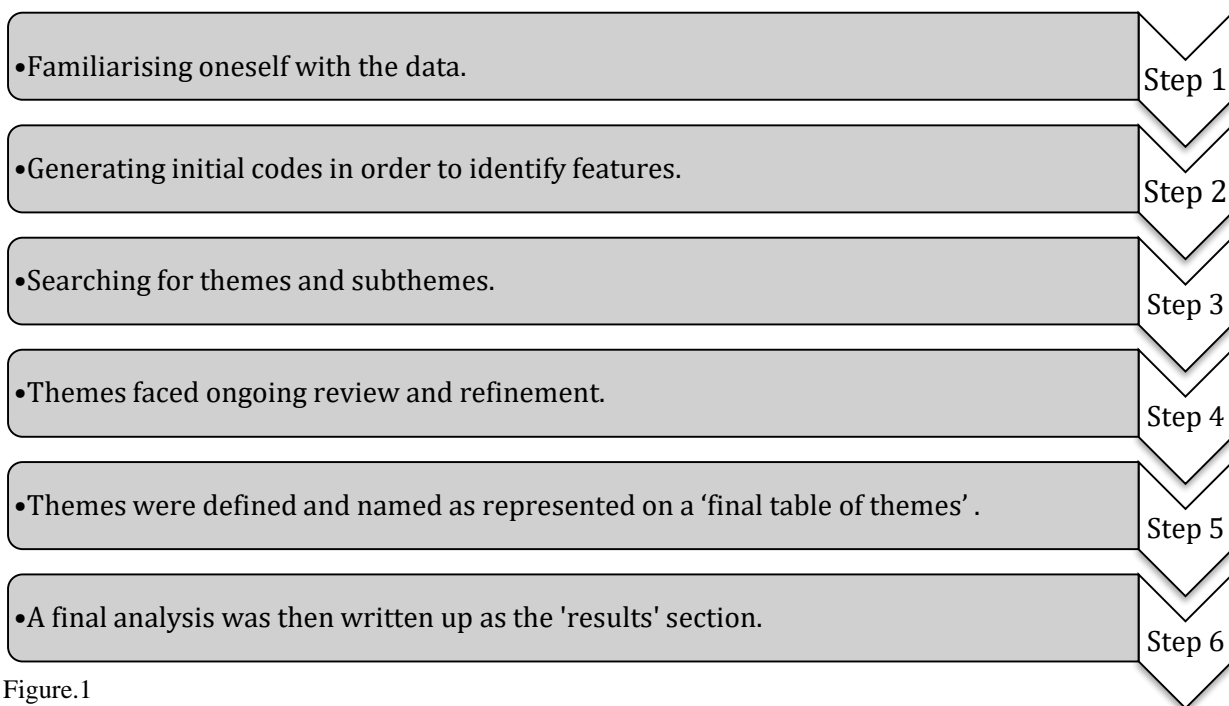 •Familiarising oneself with the data.
Step 1
•Generating initial codes in order to identify features.
Step 2
•Searching for themes and subthemes.
Step 3
•Themes faced ongoing review and refinement.
Step 4
•Themes were defined and named as represented on a ‘final table of themes’ .
Step 5
•A final analysis was then written up as the 'results' section.
Step 6
Figure.1